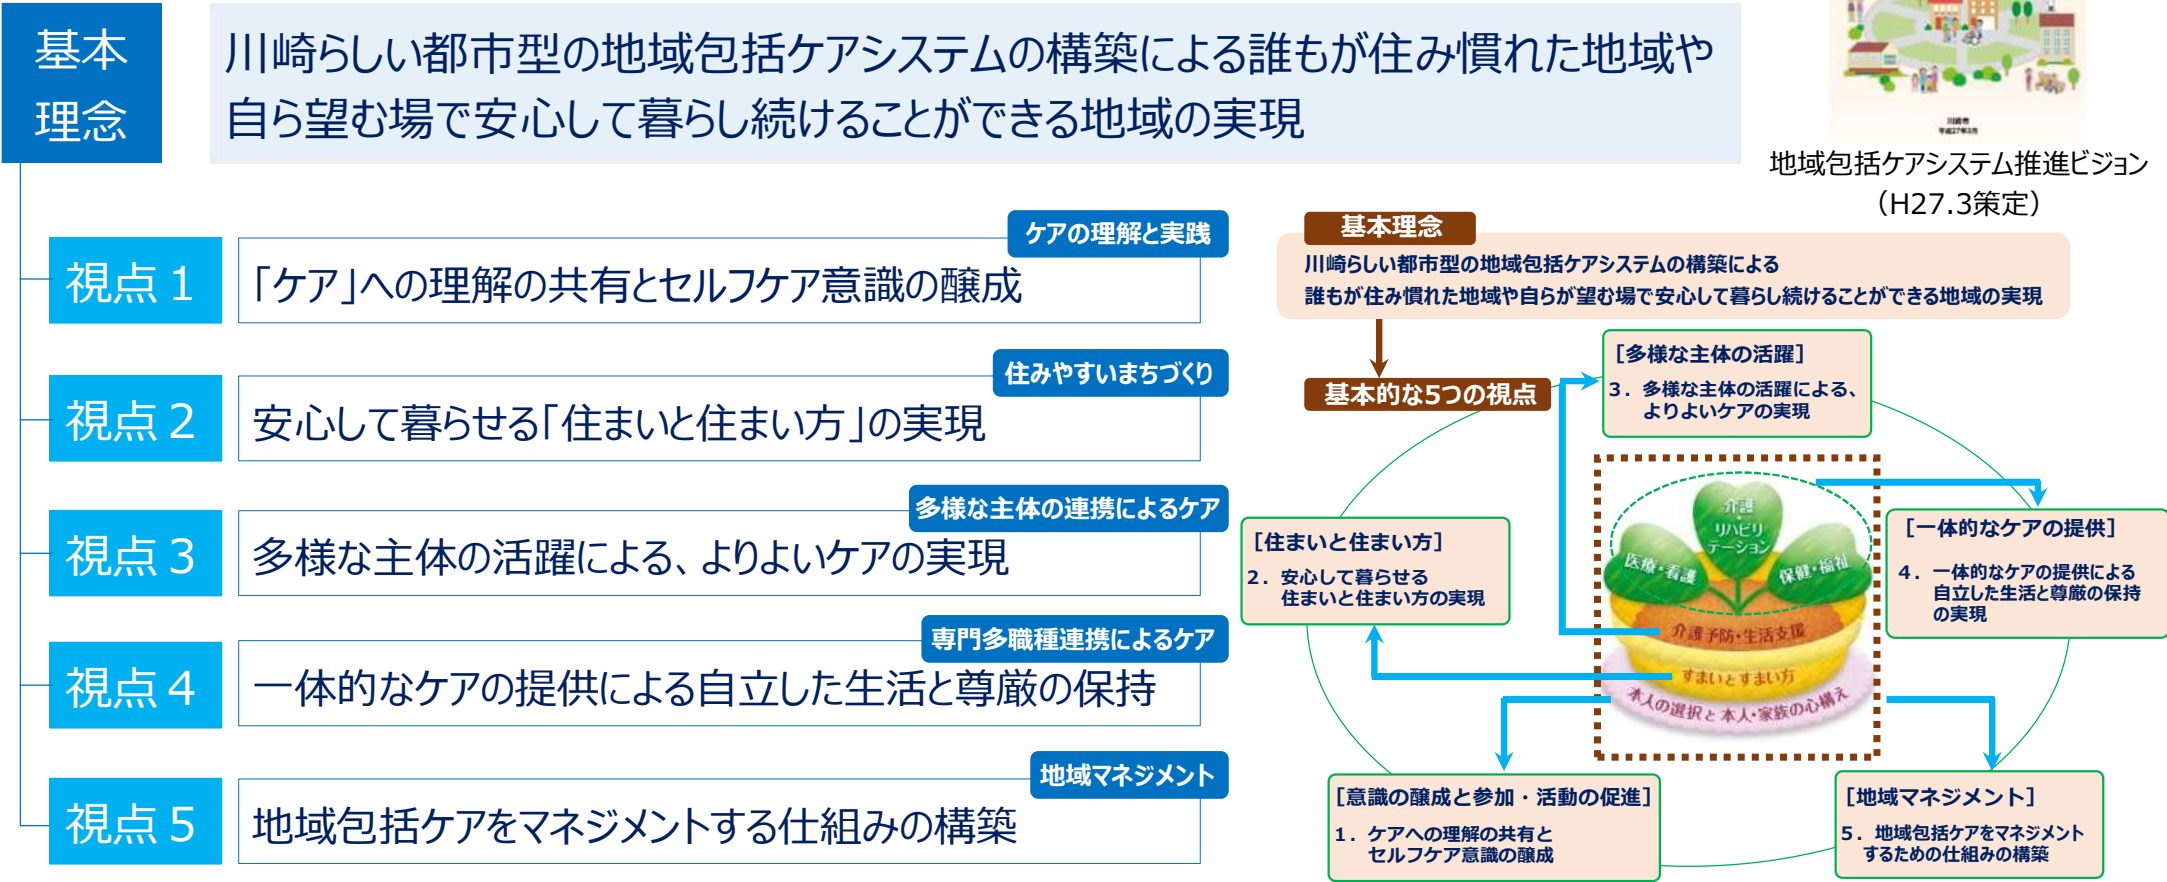 基本
理念
川崎らしい都市型の地域包括ケアシステムの構築による誰もが住み慣れた地域や
自ら望む場で安心して暮らし続けることができる地域の実現
川崎市
平成27年3月
地域包括ケアシステム推進ビジョン
（H27.3策定）
ケアの理解と実践
視点１
「ケア」への理解の共有とセルフケア意識の醸成
住みやすいまちづくり
視点２
安心して暮らせる「住まいと住まい方」の実現
多様な主体の連携によるケア
視点３
多様な主体の活躍による、よりよいケアの実現
専門多職種連携によるケア
視点４
一体的なケアの提供による自立した生活と尊厳の保持
地域マネジメント
視点５
地域包括ケアをマネジメントする仕組みの構築
基本理念
川崎らしい都市型の地域包括ケアシステムの構築による
誰もが住み慣れた地域や自らが望む場で安心して暮らし続けることができる地域の実現
基本的な5つの視点
［多様な主体の活躍］
３．多様な主体の活躍による、
よりよいケアの実現
［住まいと住まい方］
２．安心して暮らせる
住まいと住まい方の実現
介護
リハビリ
テーション
医療・看護
保健・福祉
介護予防・生活支援
すまいとすまい方
本人の選択と本人・家族の心構え
［一体的なケアの提供］
４．一体的なケアの提供による
自立した生活と尊厳の保持
の実現
［意識の醸成と参加・活動の促進］
１．ケアへの理解の共有と
セルフケア意識の醸成
［地域マネジメント］
５．地域包括ケアをマネジメント
するための仕組みの構築